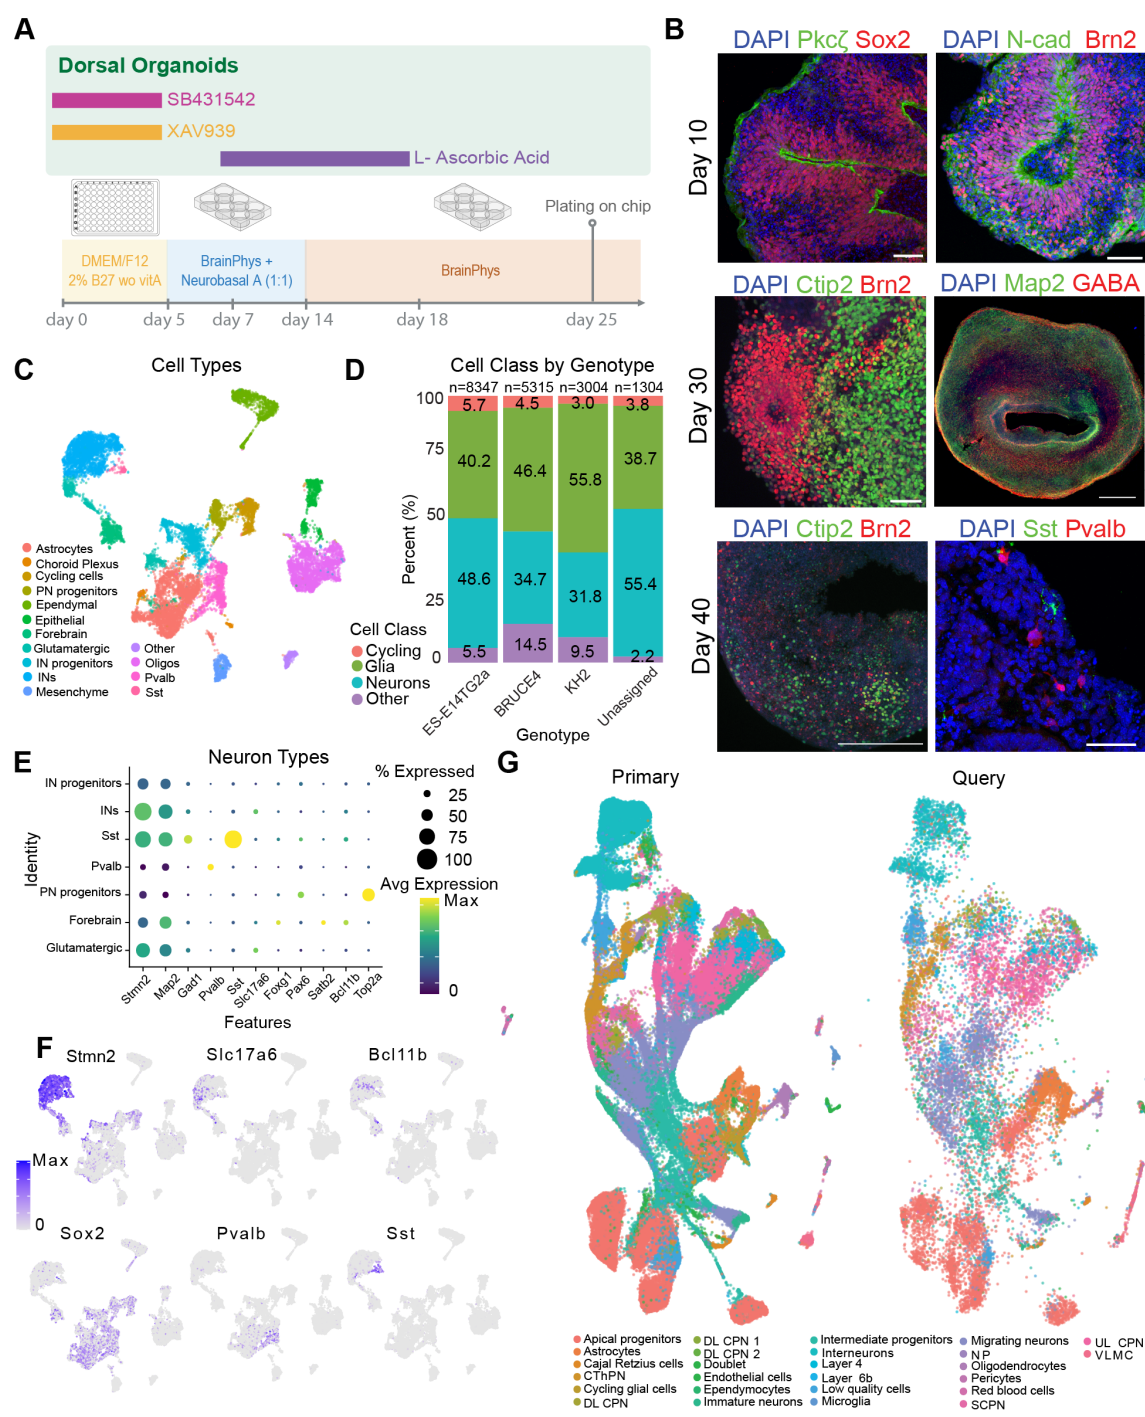 A
Dorsal Organoids
SB431542
XAV939
L- Ascorbic Acid
Plating on chip
DMEM/F12
2% B27 wo vitA
BrainPhys +
Neurobasal A (1:1)
BrainPhys
day 0 day 5 day 7 day 14 day 18 day 25
B
DAPI Pkcζ Sox2
DAPI N-cad Brn2
Day 10
DAPI Ctip2 Brn2
DAPI Map2 GABA
Day 30
DAPI Ctip2 Brn2
DAPI Sst Pvalb
Day 40
C
Cell Types
Astrocytes
Choroid Plexus
Cycling cells
PN progenitors
Ependymal
Epithelial
Forebrain
Glutamatergic
IN progenitors
INs
Mesenchyme
Other
Oligos
Pvalb
Sst
D
Cell Class by Genotype
n=8347 n=5315 n=3004 n=1304
Percent (%)
100
75
50
25
0
5.7 4.5 3.0 3.8
40.2 46.4 55.8 38.7
48.6 34.7 31.8 55.4
5.5 14.5 9.5 2.2
Cell Class
Cycling
Glia
Neurons
Other
ES-E14TG2a BRUCE4 KH2 Unassigned
Genotype
E
Neuron Types
Identity
IN progenitors
INs
Sst
Pvalb
PN progenitors
Forebrain
Glutamatergic
Stmn2 Map2 Gad1 Pvalb Sst Slc17a6 Foxg1 Pax6 Satb2 Bcl11b Top2a
Features
% Expressed
25
50
75
100
Avg Expression
Max
0
F
Stmn2 Slc17a6 Bcl11b
Max
0
Sox2 Pvalb Sst
G
Primary Query
Apical progenitors
Astrocytes
Cajal Retzius cells
CThPN
Cycling glial cells
DL CPN
DL CPN 1
DL CPN 2
Doublet
Endothelial cells
Ependymocytes
Immature neurons
Intermediate progenitors
Interneurons
Layer 4
Layer 6b
Low quality cells
Microglia
Migrating neurons
NP
Oligodendrocytes
Pericytes
Red blood cells
SCPN
UL CPN
VLMC